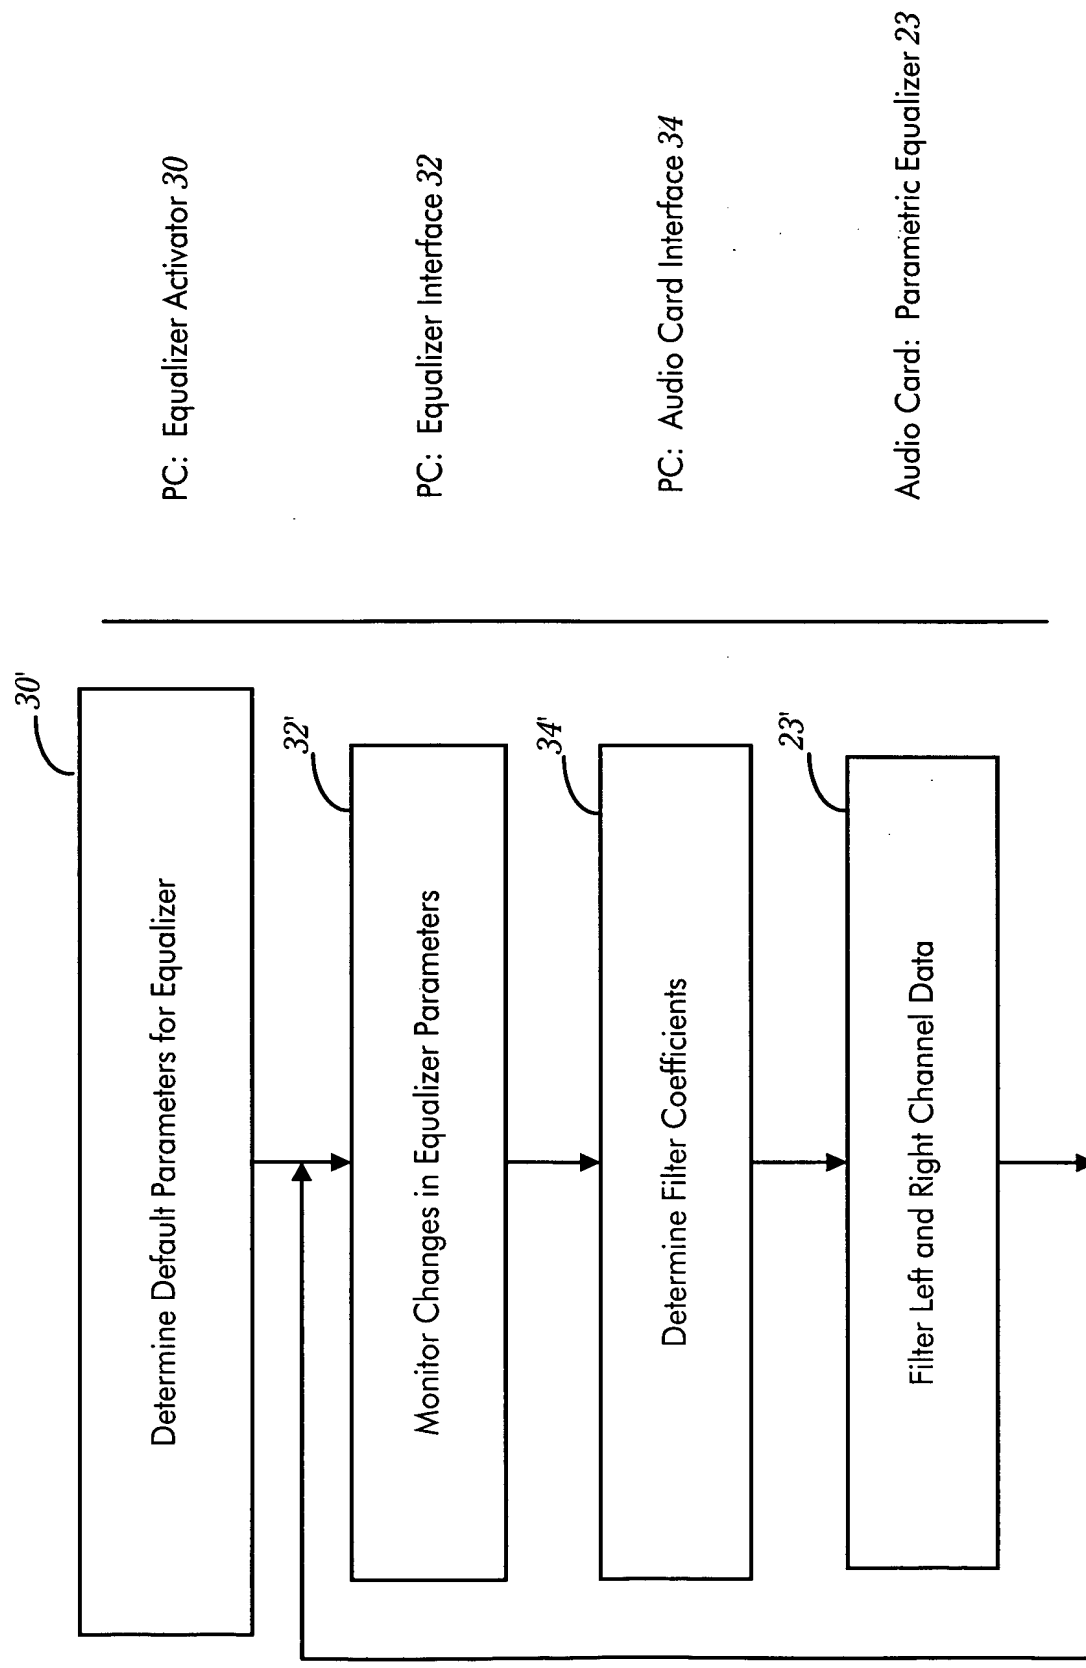 Determine Default Parameters for Equalizer
30'
PC: Equalizer Activator 30
Monitor Changes in Equalizer Parameters
32'
PC: Equalizer Interface 32
Determine Filter Coefficients
34'
PC: Audio Card Interface 34
Filter Left and Right Channel Data
23'
Audio Card: Parametric Equalizer 23